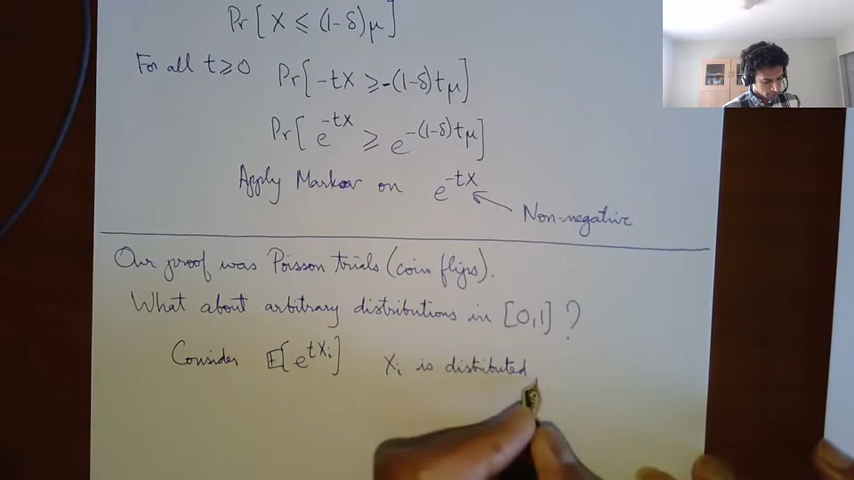 Pr[X ≤ (1-δ)μ]
For all t ≥ 0 Pr[-tX ≥ -(1-δ)tμ]
Pr[e^{-tX} ≥ e^{-(1-δ)tμ}]
Apply Markov on e^{-tX}
Non-negative
Our proof was Poisson trials (coin flips).
What about arbitrary distributions in [0,1]?
Consider 𝔼[e^{tX_i}] X_i is distributed